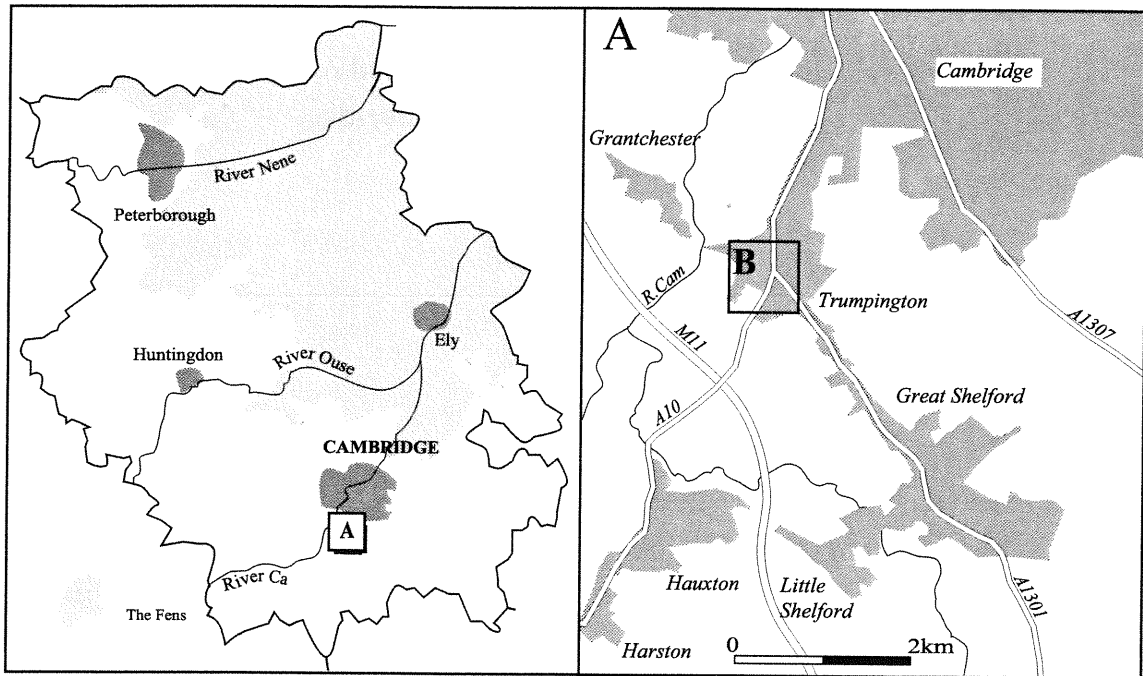 River Nene
Peterborough
Ely
Huntingdon
River Ouse
CAMBRIDGE
A
River Ca
The Fens
A
Cambridge
Grantchester
B
R.Cam
Trumpington
M11
A1307
A10
Great Shelford
Hauxton
Little
Shelford
A1301
Harston
0
2km